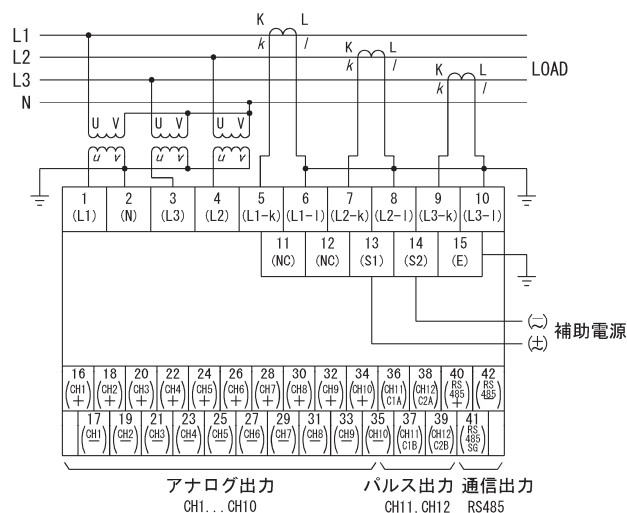 K L
L1
k l
L2
K L
k l
L3
K L
LOAD
k l
N
U V U V U V
u v u v u v
1 2 3 4 5 6 7 8 9 10
(L1) (N) (L3) (L2) (L1-k) (L1-l) (L2-k) (L2-l) (L3-k) (L3-l)
11 12 13 14 15
(NC) (NC) (S1) (S2) (E)
(−)
補助電源
(+)
16 18 20 22 24 26 28 30 32 34 36 38 40 42
(CH1 +) (CH2 +) (CH3 +) (CH4 +) (CH5 +) (CH6 +) (CH7 +) (CH8 +) (CH9 +) (CH10 +) (CH11 C1A) (CH12 C2A) (RS 485 +) (RS 485 −)
17 19 21 23 25 27 29 31 33 35 37 39 41
(CH1 −) (CH2 −) (CH3 −) (CH4 −) (CH5 −) (CH6 −) (CH7 −) (CH8 −) (CH9 −) (CH10 −) (CH11 C1B) (CH12 C2B) (RS 485 SG)
アナログ出力 パルス出力 通信出力
CH1...CH10 CH11, CH12 RS485